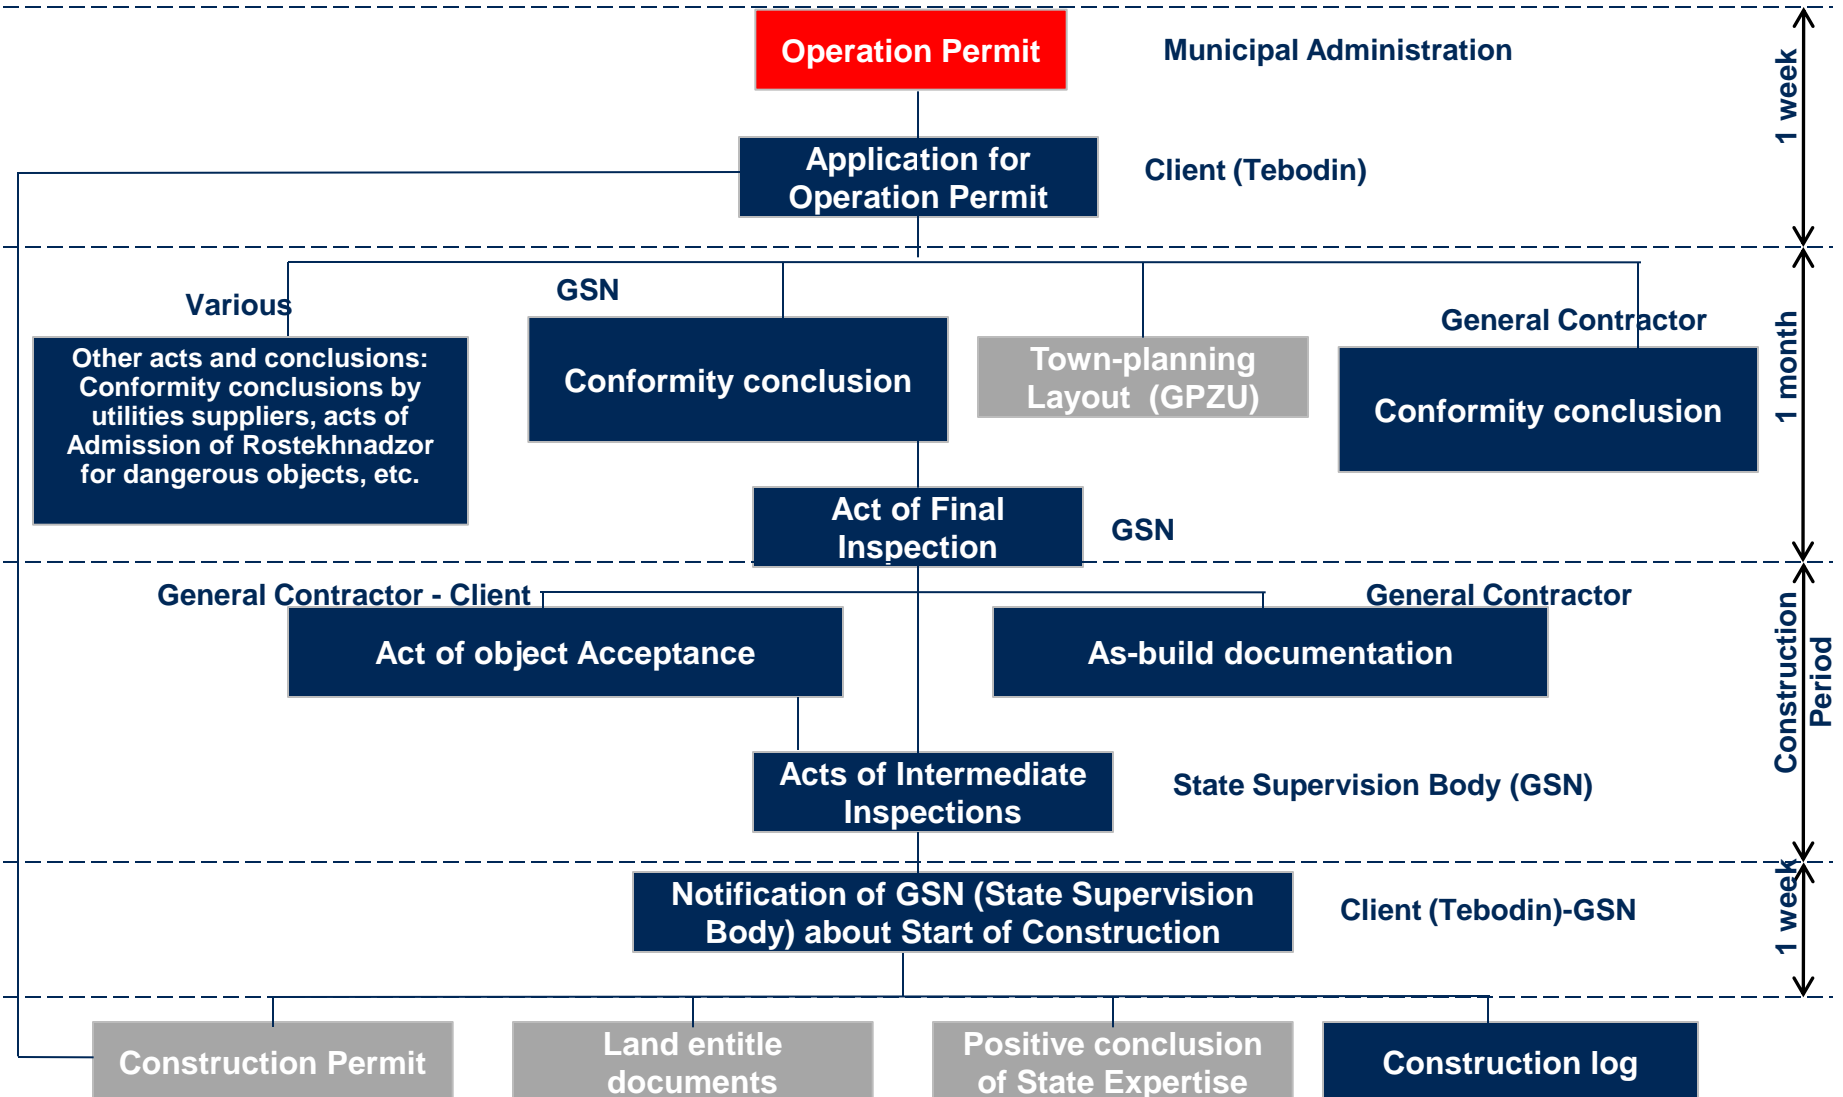 Operation Permit
Municipal Administration
1 week
Application for
Operation Permit
Client (Tebodin)
Various
GSN
General Contractor
1 month
Other acts and conclusions:
Conformity conclusions by
utilities suppliers, acts of
Admission of Rostekhnadzor
for dangerous objects, etc.
Conformity conclusion
Town-planning
Layout (GPZU)
Conformity conclusion
Act of Final
Inspection
GSN
General Contractor - Client
General Contractor
Construction
Period
Act of object Acceptance
As-build documentation
Acts of Intermediate
Inspections
State Supervision Body (GSN)
Notification of GSN (State Supervision
Body) about Start of Construction
Client (Tebodin)-GSN
1 week
Construction Permit
Land entitle
documents
Positive conclusion
of State Expertise
Construction log